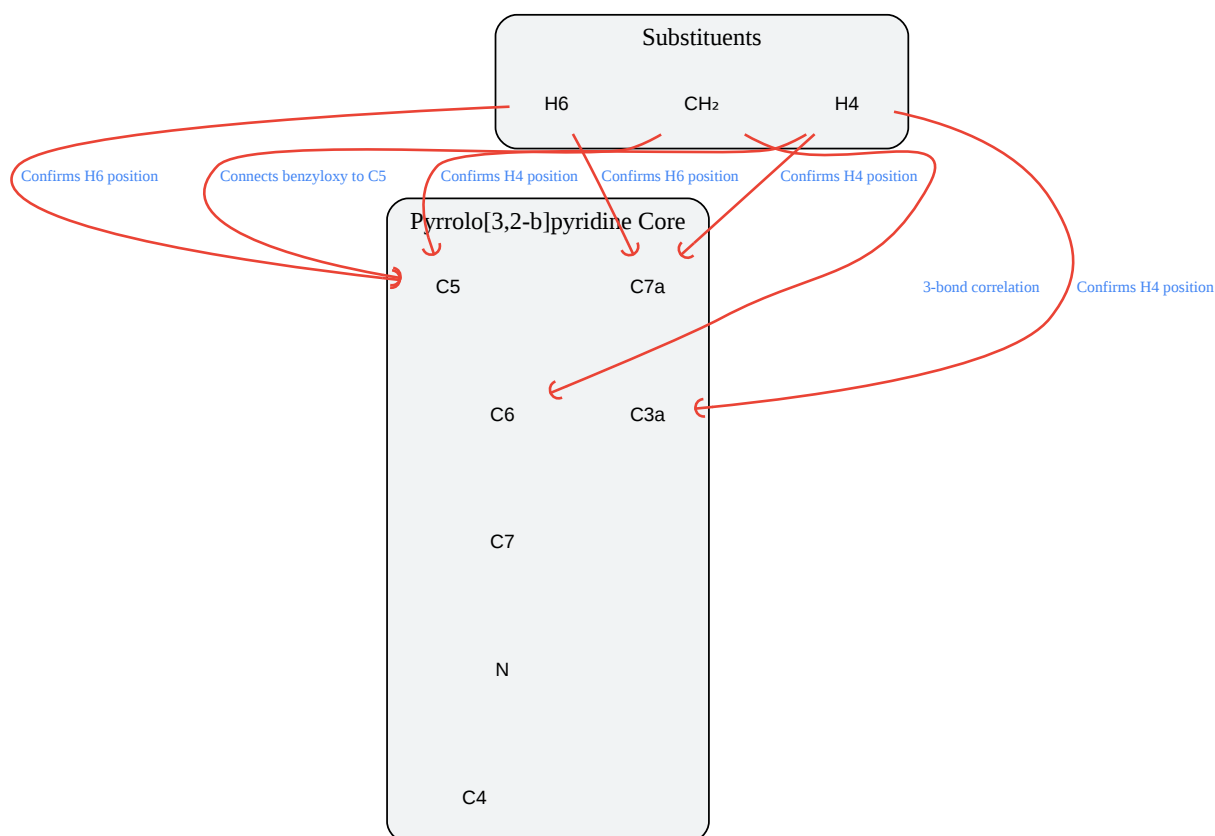 Substituents
H6
CH₂
H4
Confirms H6 position
Connects benzyloxy to C5
Confirms H4 position
Confirms H6 position
Confirms H4 position
Pyrrolo[3,2-b]pyridine Core
C5
C7a
3-bond correlation
Confirms H4 position
C6
C3a
C7
N
C4